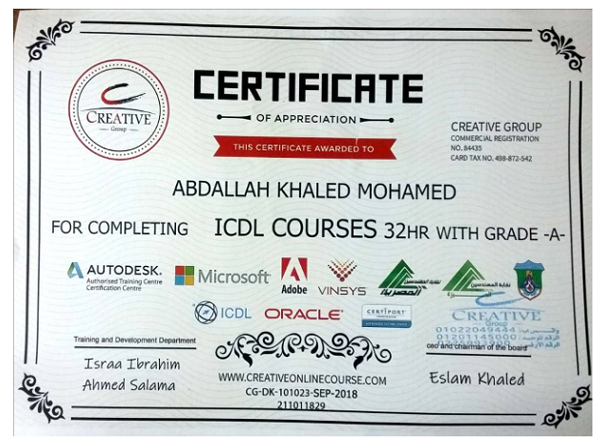 CERTIFICATE
OF APPRECIATION
THIS CERTIFICATE AWARDED TO
CREATIVE
Group
CREATIVE GROUP
COMMERCIAL REGISTRATION
NO. 84435
CARD TAX NO. 498-872-542
ABDALLAH KHALED MOHAMED
FOR COMPLETING ICDL COURSES 32HR WITH GRADE -A-
AUTODESK.
Authorised Training Centre
Certification Centre
Microsoft
Adobe
VINSYS
ICDL
ORACLE
CERTIPORT
CREATIVE
Group
01022049444
01201145000
Training and Development Department
ceo and chairman of the board
Israa Ibrahim
Ahmed Salama
Eslam Khaled
WWW.CREATIVEONLINECOURSE.COM
CG-DK-101023-SEP-2018
211011829